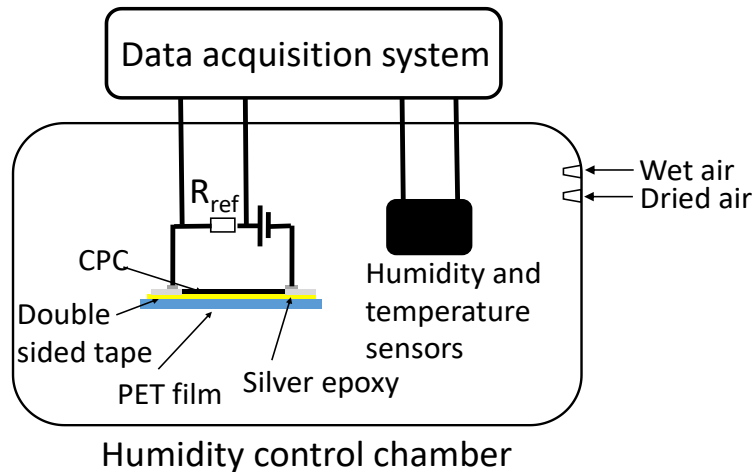 Data acquisition system
Wet air
Dried air
R_ref
CPC
Humidity and
temperature
sensors
Double
sided tape
PET film
Silver epoxy
Humidity control chamber